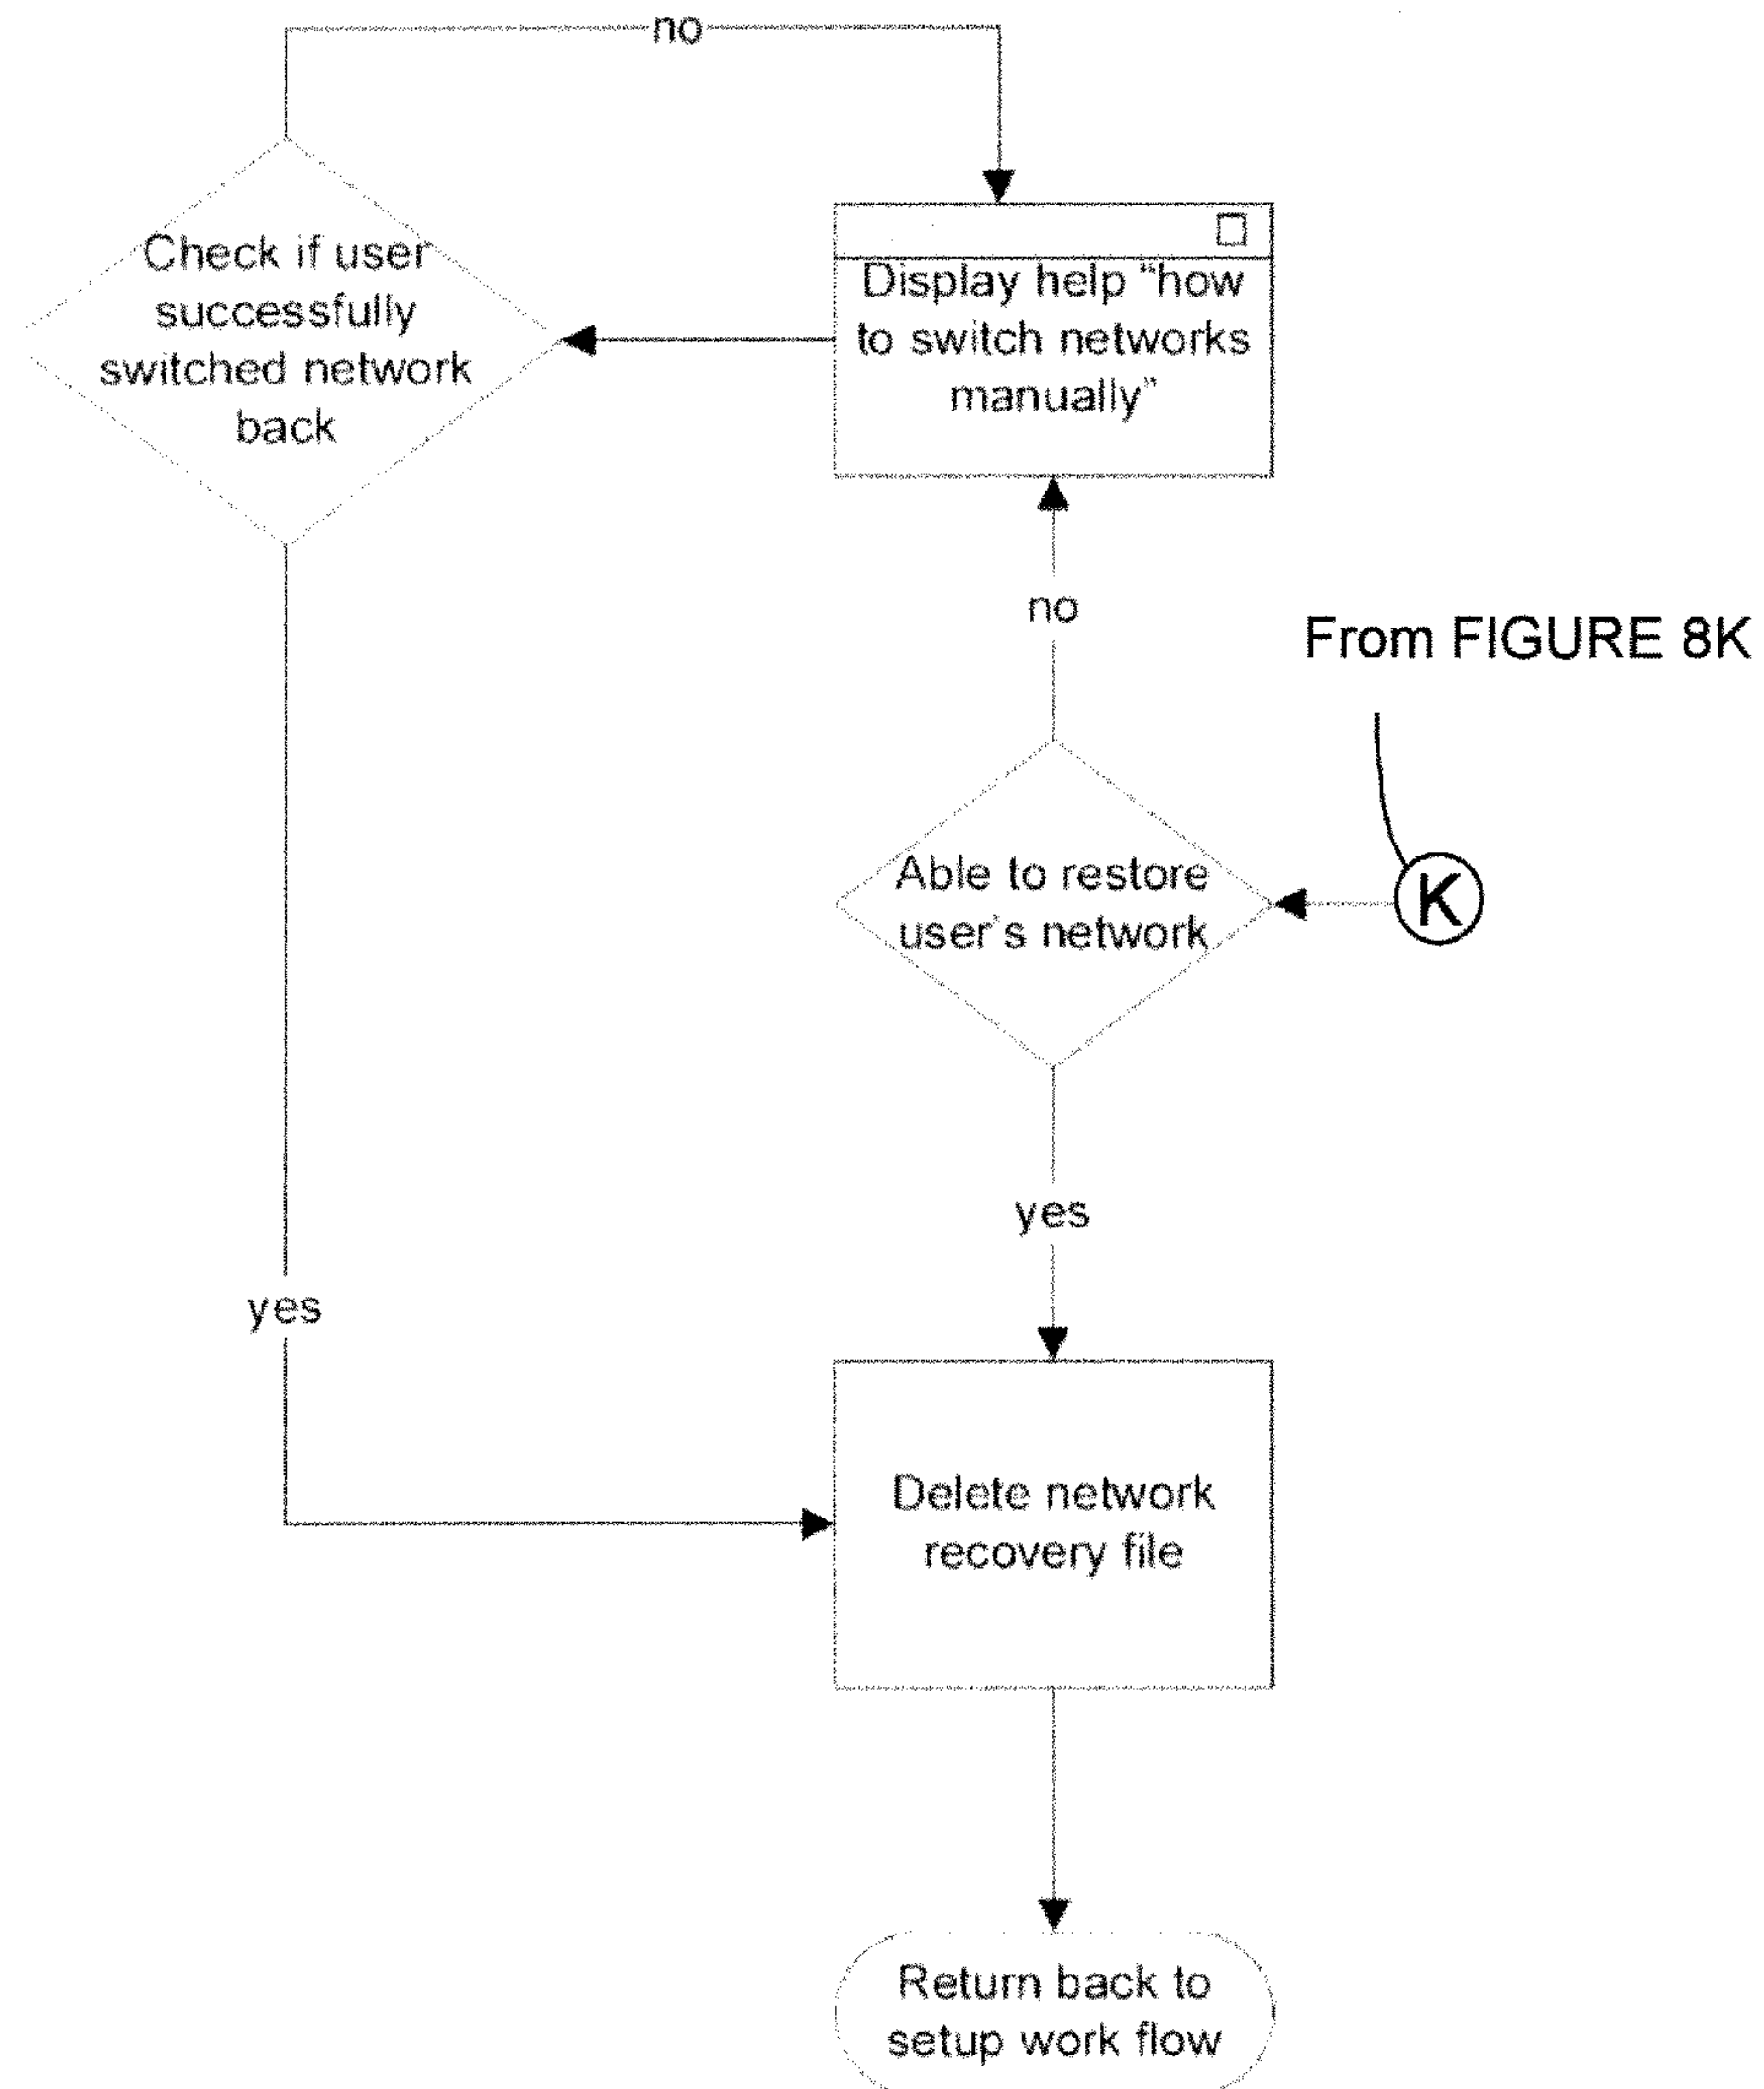 no
Check if user
successfully
switched network
back
Display help “how
to switch networks
manually”
no
From FIGURE 8K
Able to restore
user’s network
K
yes
yes
Delete network
recovery file
Return back to
setup work flow